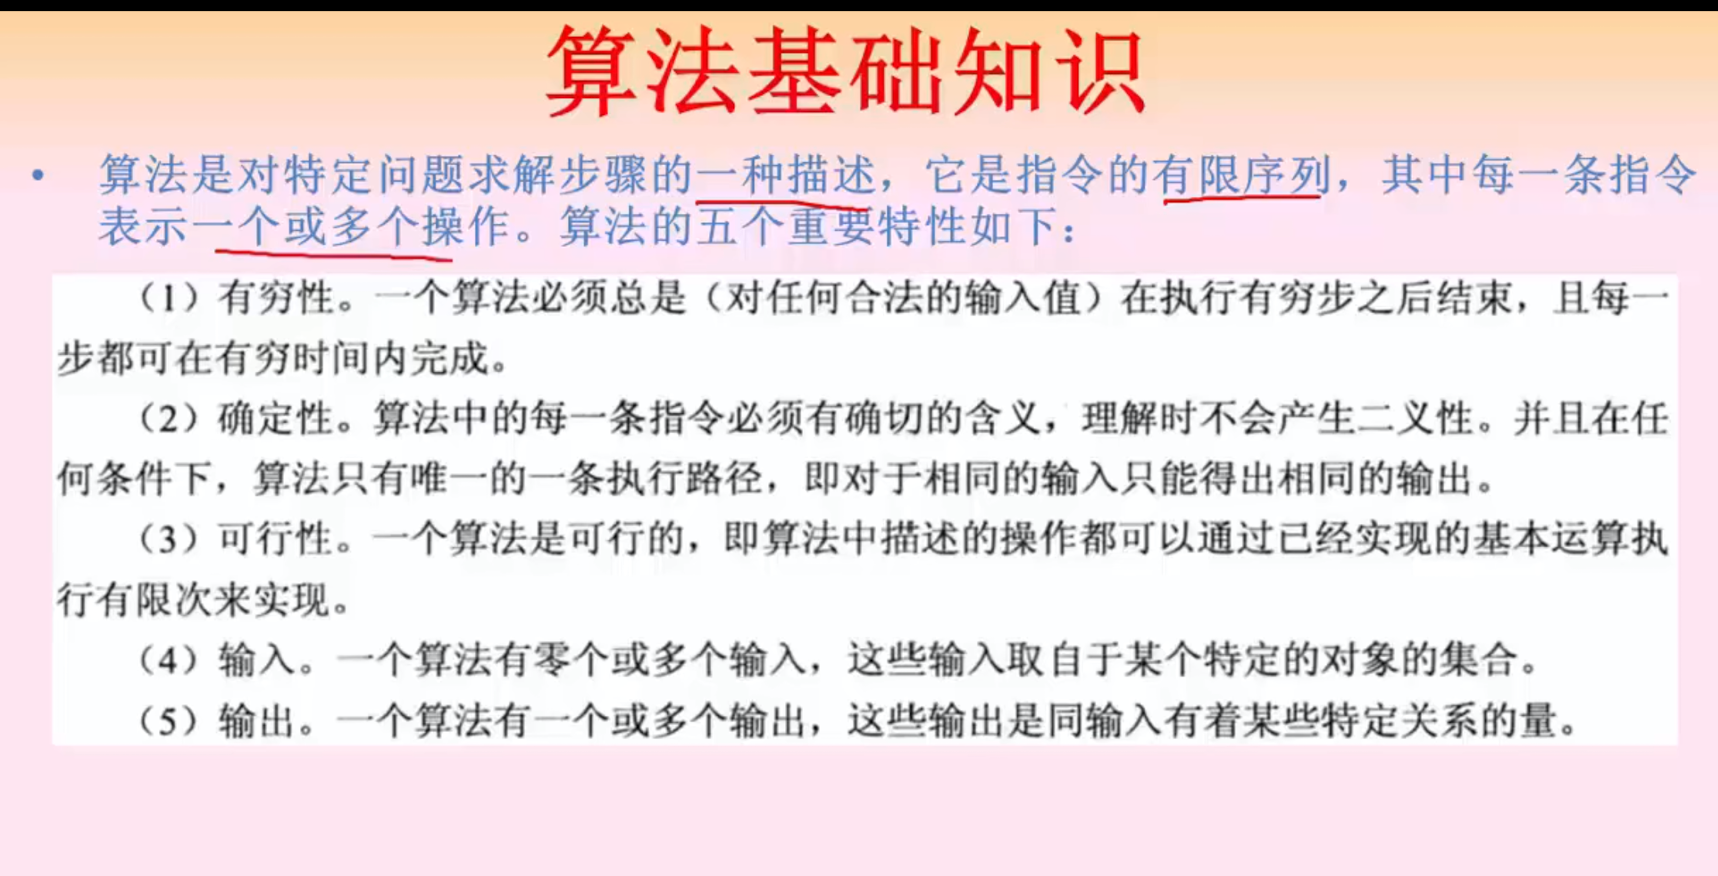 算法基础知识
• 算法是对特定问题求解步骤的一种描述，它是指令的有限序列，其中每一条指令
表示一个或多个操作。算法的五个重要特性如下：
（1）有穷性。一个算法必须总是（对任何合法的输入值）在执行有穷步之后结束，且每一
步都可在有穷时间内完成。
（2）确定性。算法中的每一条指令必须有确切的含义，理解时不会产生二义性。并且在任
何条件下，算法只有唯一的一条执行路径，即对于相同的输入只能得出相同的输出。
（3）可行性。一个算法是可行的，即算法中描述的操作都可以通过已经实现的基本运算执
行有限次来实现。
（4）输入。一个算法有零个或多个输入，这些输入取自于某个特定的对象的集合。
（5）输出。一个算法有一个或多个输出，这些输出是同输入有着某些特定关系的量。